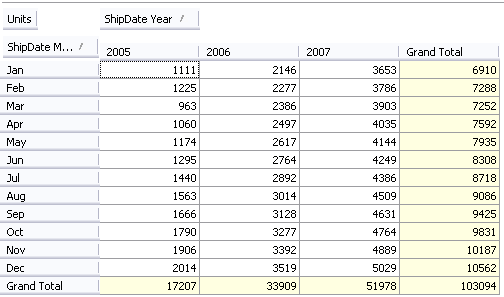 Units ShipDate Year
ShipDate M...
2005 2006 2007 Grand Total
Jan 1111 2146 3653 6910
Feb 1225 2277 3786 7288
Mar 963 2386 3903 7252
Apr 1060 2497 4035 7592
May 1174 2617 4144 7935
Jun 1295 2764 4249 8308
Jul 1440 2892 4386 8718
Aug 1563 3014 4509 9086
Sep 1666 3128 4631 9425
Oct 1790 3277 4764 9831
Nov 1906 3392 4889 10187
Dec 2014 3519 5029 10562
Grand Total 17207 33909 51978 103094